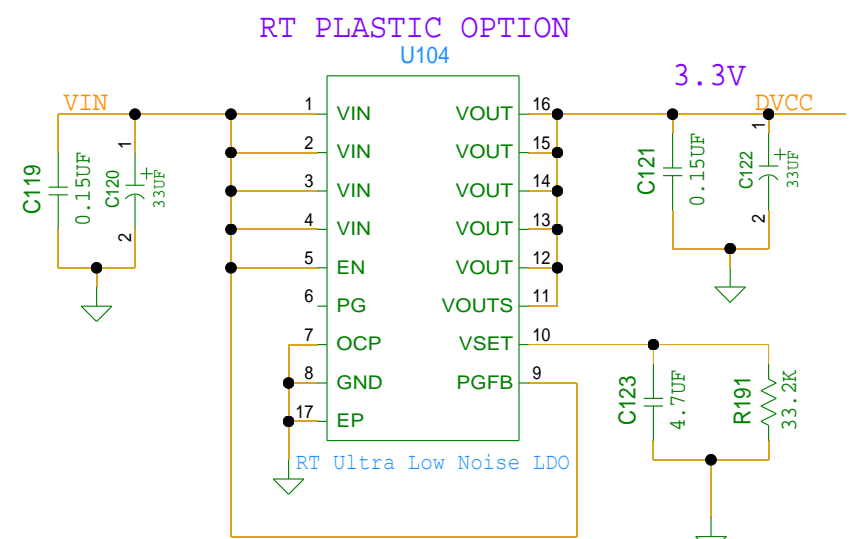 RT PLASTIC OPTION
U104
3.3V
VIN
DVCC
1 VIN VOUT 16
2 VIN VOUT 15
3 VIN VOUT 14
4 VIN VOUT 13
5 EN VOUT 12
6 PG VOUTS 11
7 OCP VSET 10
8 GND PGFB 9
17 EP
RT Ultra Low Noise LDO
C119
0.15UF
1
C120
+
33UF
2
C121
0.15UF
1
C122
+
33UF
2
C123
4.7UF
R191
33.2K